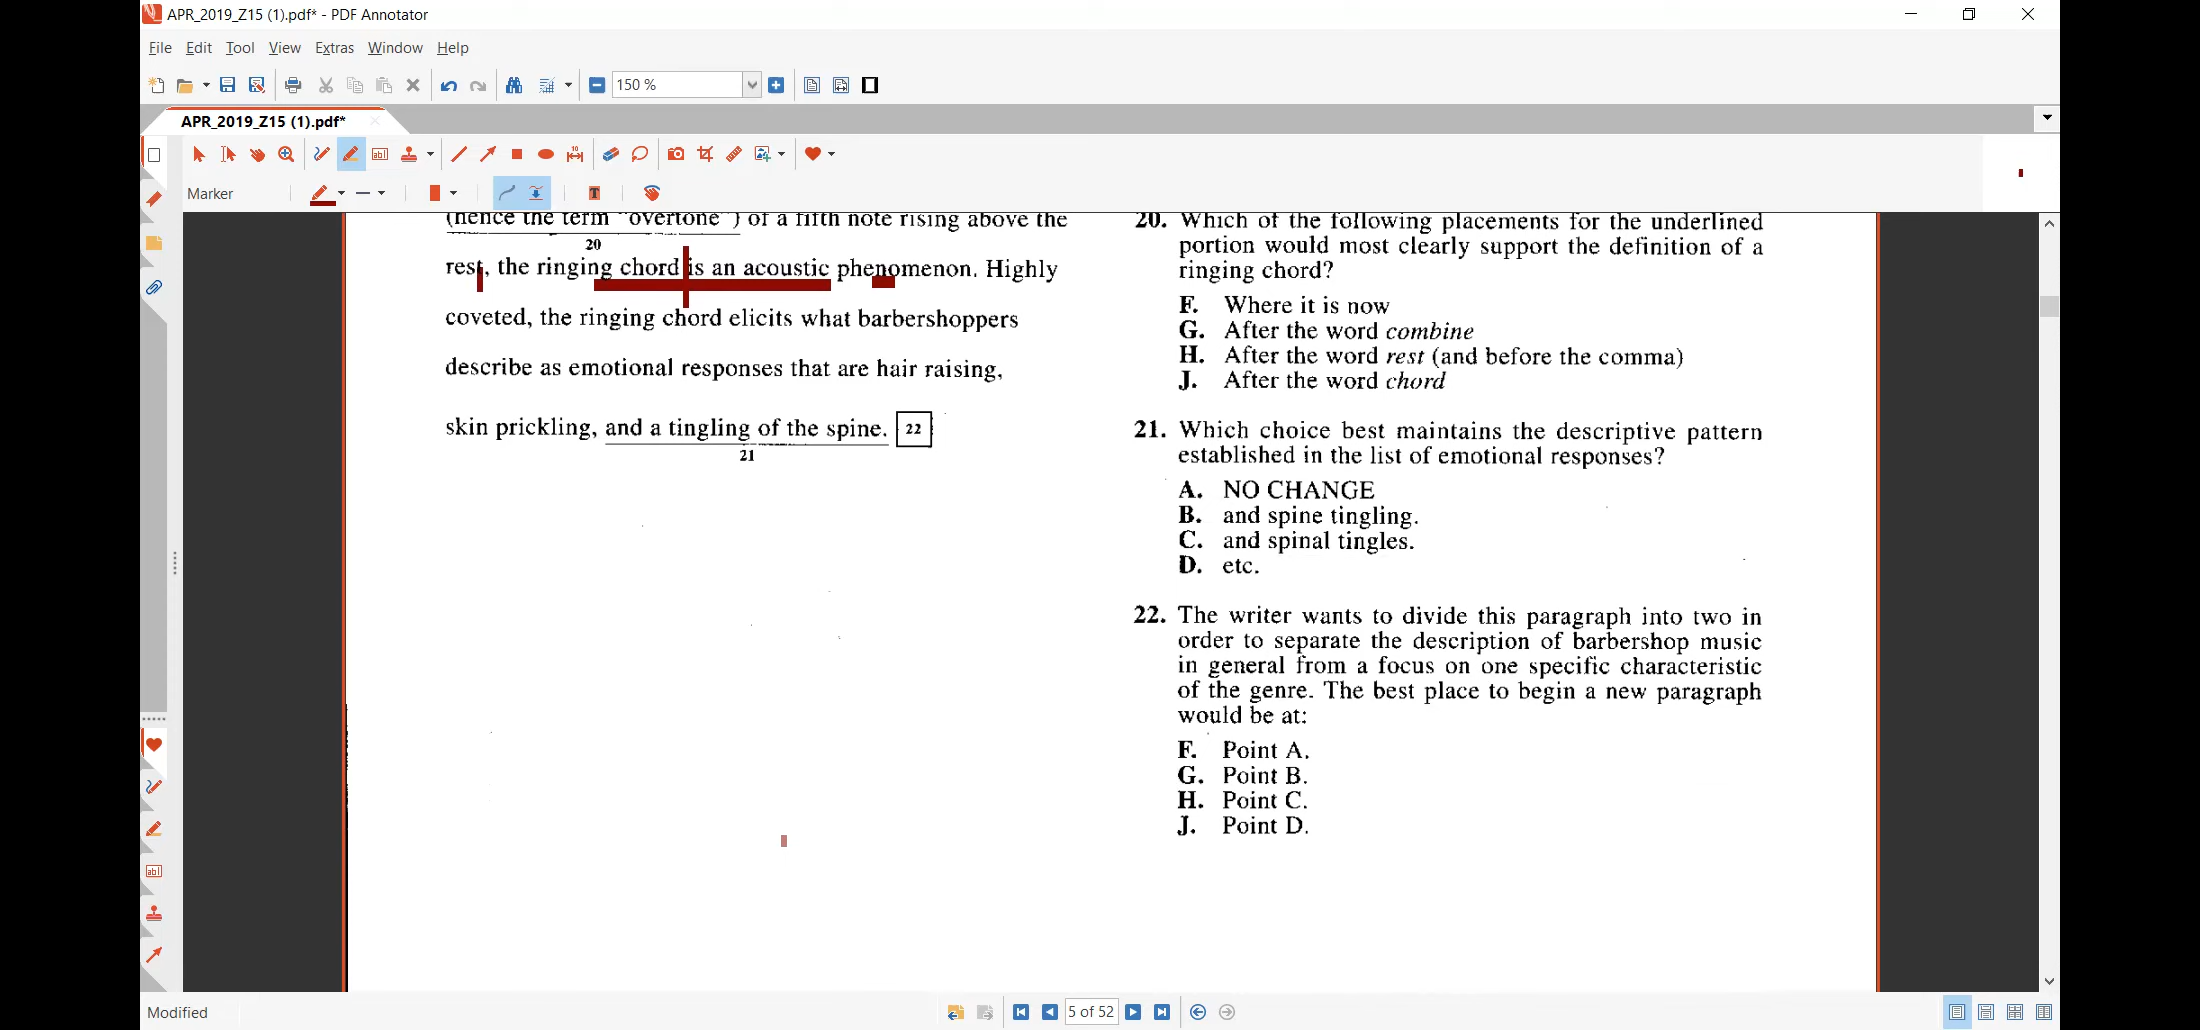 APR_2019_Z15 (1).pdf* - PDF Annotator
File Edit Tool View Extras Window Help
150 %
APR_2019_Z15 (1).pdf*
Marker
(hence the term "overtone") of a fifth note rising above the
20
rest, the ringing chord is an acoustic phenomenon. Highly
coveted, the ringing chord elicits what barbershoppers
describe as emotional responses that are hair raising,
skin prickling, and a tingling of the spine. 22
21
20. Which of the following placements for the underlined
portion would most clearly support the definition of a
ringing chord?
F. Where it is now
G. After the word combine
H. After the word rest (and before the comma)
J. After the word chord
21. Which choice best maintains the descriptive pattern
established in the list of emotional responses?
A. NO CHANGE
B. and spine tingling.
C. and spinal tingles.
D. etc.
22. The writer wants to divide this paragraph into two in
order to separate the description of barbershop music
in general from a focus on one specific characteristic
of the genre. The best place to begin a new paragraph
would be at:
F. Point A.
G. Point B.
H. Point C.
J. Point D.
Modified
5 of 52